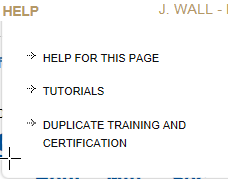 HELP J. WALL -
HELP FOR THIS PAGE
TUTORIALS
DUPLICATE TRAINING AND
CERTIFICATION